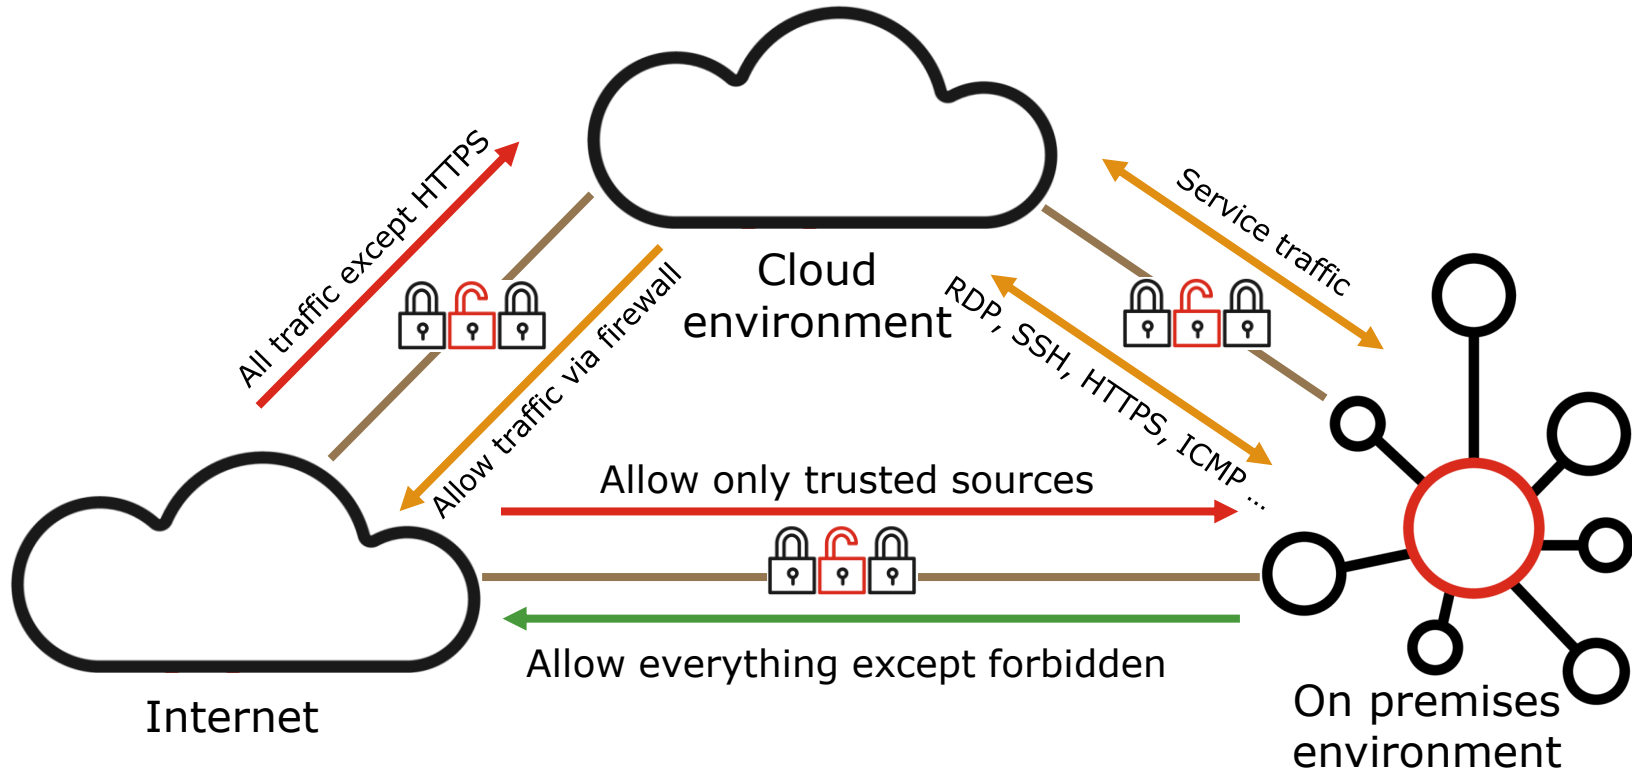 All traffic except HTTPS
Service traffic
Cloud
environment
Allow traffic via firewall
RDP, SSH, HTTPS, ICMP ...
Allow only trusted sources
Allow everything except forbidden
Internet
On premises
environment